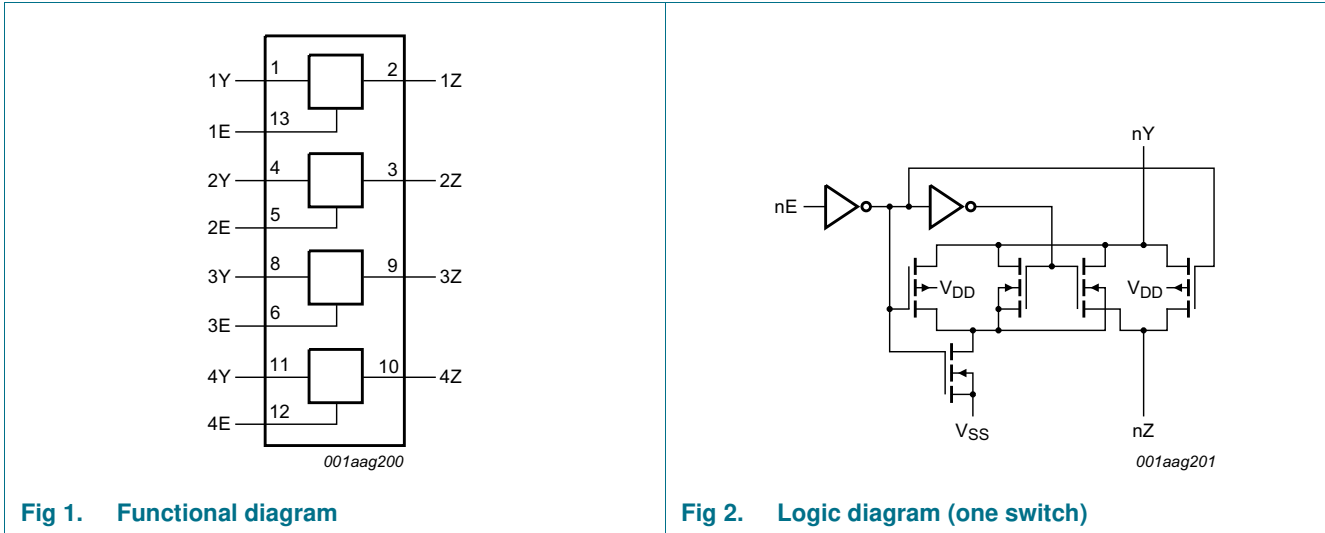 1Y
1
2
1Z
1E
13
2Y
4
3
2Z
2E
5
3Y
8
9
3Z
3E
6
4Y
11
10
4Z
4E
12
001aag200
Fig 1. Functional diagram
nY
nE
VDD
VDD
VSS
nZ
001aag201
Fig 2. Logic diagram (one switch)